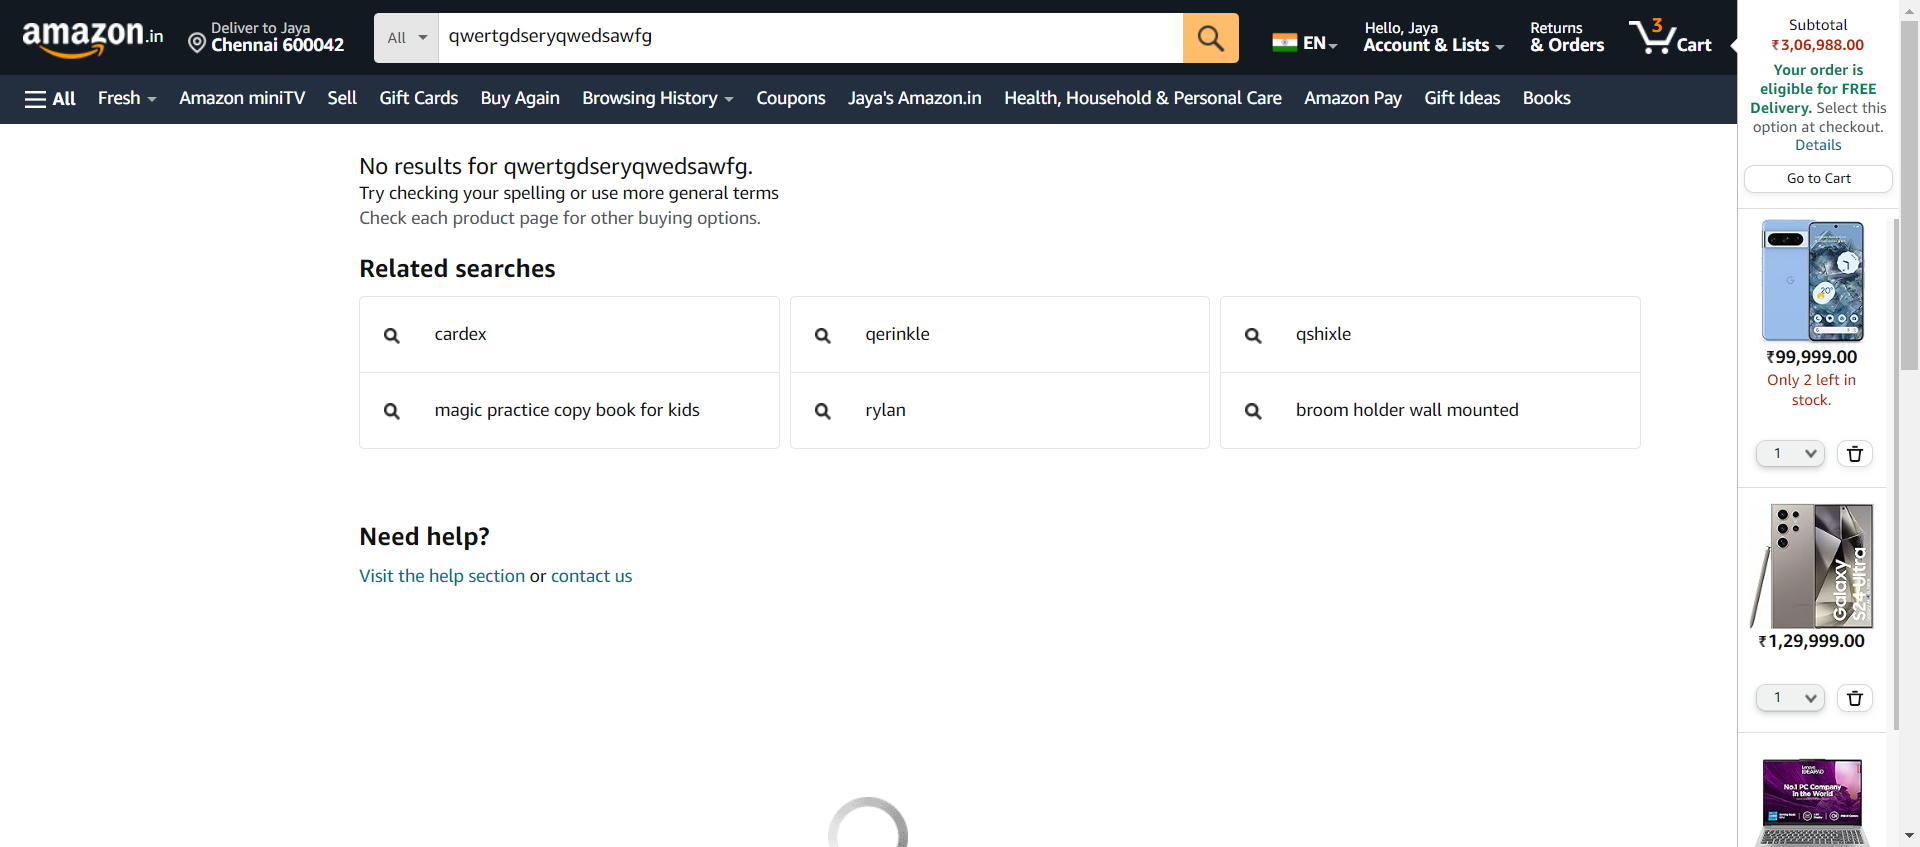 amazon.in
Deliver to Jaya
Chennai 600042
All
qwertgdseryqwedsawfg
EN
Hello, Jaya
Account & Lists
Returns
& Orders
3
Cart
All
Fresh
Amazon miniTV
Sell
Gift Cards
Buy Again
Browsing History
Coupons
Jaya's Amazon.in
Health, Household & Personal Care
Amazon Pay
Gift Ideas
Books
No results for qwertgdseryqwedsawfg.
Try checking your spelling or use more general terms
Check each product page for other buying options.
Related searches
cardex
qerinkle
qshixle
magic practice copy book for kids
rylan
broom holder wall mounted
Need help?
Visit the help section or contact us
Subtotal
₹3,06,988.00
Your order is
eligible for FREE
Delivery. Select this
option at checkout.
Details
Go to Cart
20°
₹99,999.00
Only 2 left in
stock.
1
Galaxy
S24 Ultra
₹1,29,999.00
1
Lenovo
IDEAPAD
No.1 PC Company
in the World